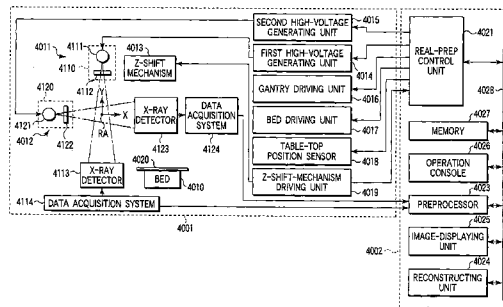 SECOND HIGH-VOLTAGE
GENERATING UNIT
4015
4021
4011
4111
4013
4110
4112
Z-SHIFT
MECHANISM
FIRST HIGH-VOLTAGE
GENERATING UNIT
4014
REAL-PREP
CONTROL
UNIT
4028
GANTRY DRIVING UNIT
4016
4120
4121
4122
4012
X
RA
X-RAY
DETECTOR
4123
DATA
ACQUISITION
SYSTEM
4124
BED DRIVING UNIT
4017
4027
MEMORY
4026
OPERATION
CONSOLE
TABLE-TOP
POSITION SENSOR
4018
4113
X-RAY
DETECTOR
4020
BED
4010
Z-SHIFT-MECHANISM
DRIVING UNIT
4019
4023
PREPROCESSOR
4114
DATA ACQUISITION SYSTEM
4001
4002
4025
IMAGE-DISPLAYING
UNIT
4024
RECONSTRUCTING
UNIT